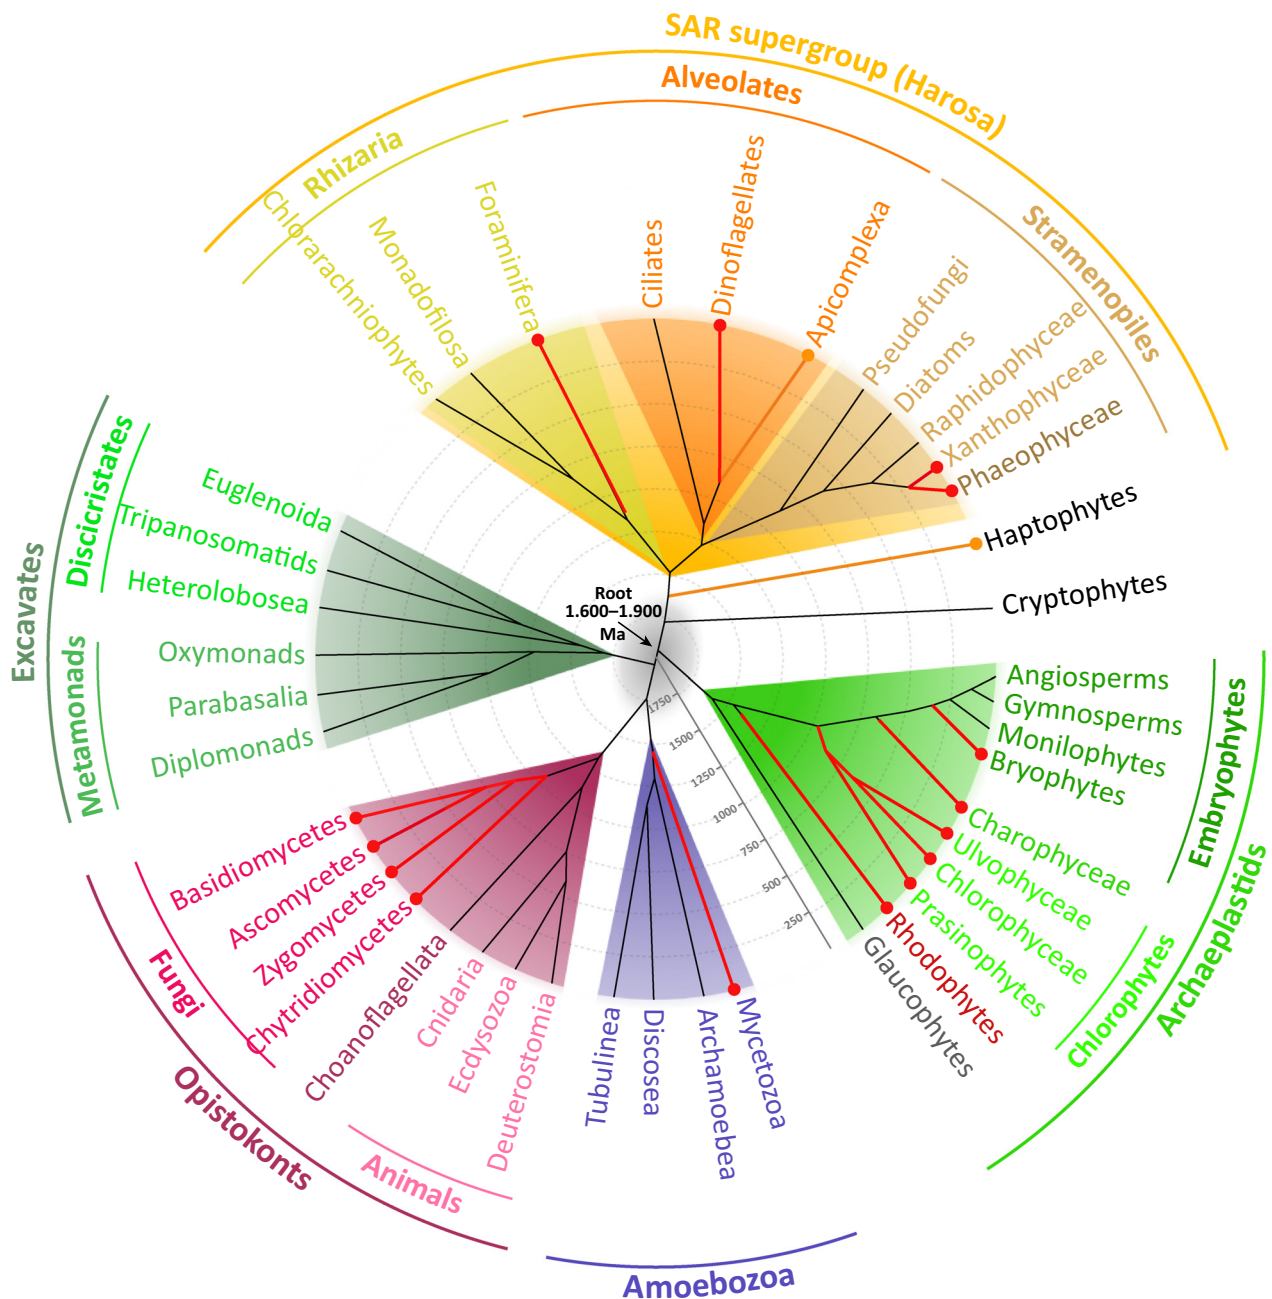 SAR supergroup (Harosa)
Alveolates
Rhizaria
Stramenopiles
Chlorarachniophytes
Monadofilosa
Foraminifera
Ciliates
Dinoflagellates
Apicomplexa
Pseudofungi
Diatoms
Raphidophyceae
Xanthophyceae
Phaeophyceae
Haptophytes
Cryptophytes
Excavates
Discicristates
Metamonads
Euglenoida
Tripanosomatids
Heterolobosea
Oxymonads
Parabasalia
Diplomonads
Root
1.600–1.900
Ma
1750
1500
1250
1000
750
500
250
Angiosperms
Gymnosperms
Monilophytes
Bryophytes
Charophyceae
Ulvophyceae
Chlorophyceae
Prasinophytes
Rhodophytes
Glaucophytes
Embryophytes
Chlorophytes
Archaeplastids
Basidiomycetes
Ascomycetes
Zygomycetes
Chytridiomycetes
Choanoflagellata
Cnidaria
Ecdysozoa
Deuterostomia
Fungi
Animals
Opistokonts
Tubulinea
Discosea
Archamoebea
Mycetozoa
Amoebozoa